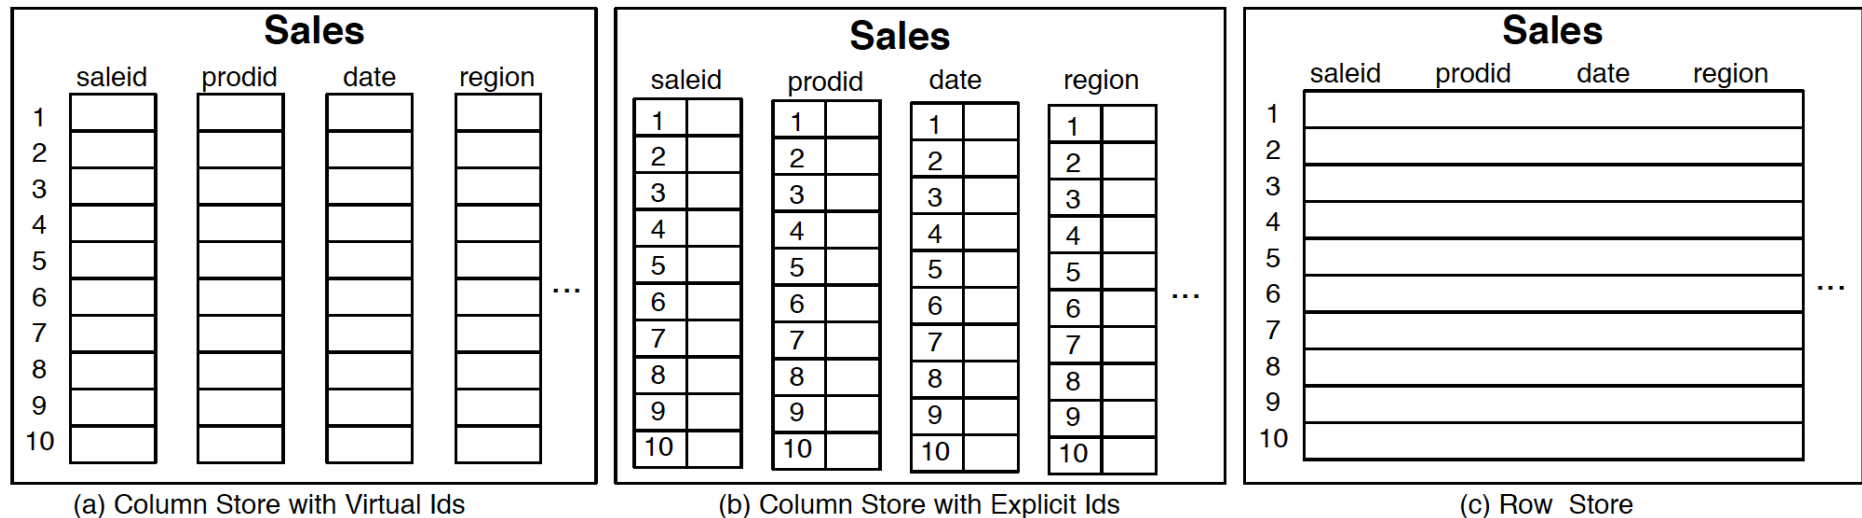 Sales
saleid prodid date region
1
2
3
4
5
6
7
8
9
10
...
(a) Column Store with Virtual Ids
Sales
saleid prodid date region
1 1 1 1
2 2 2 2
3 3 3 3
4 4 4 4
5 5 5 5
6 6 6 6
7 7 7 7
8 8 8 8
9 9 9 9
10 10 10 10
...
(b) Column Store with Explicit Ids
Sales
saleid prodid date region
1
2
3
4
5
6
7
8
9
10
...
(c) Row Store